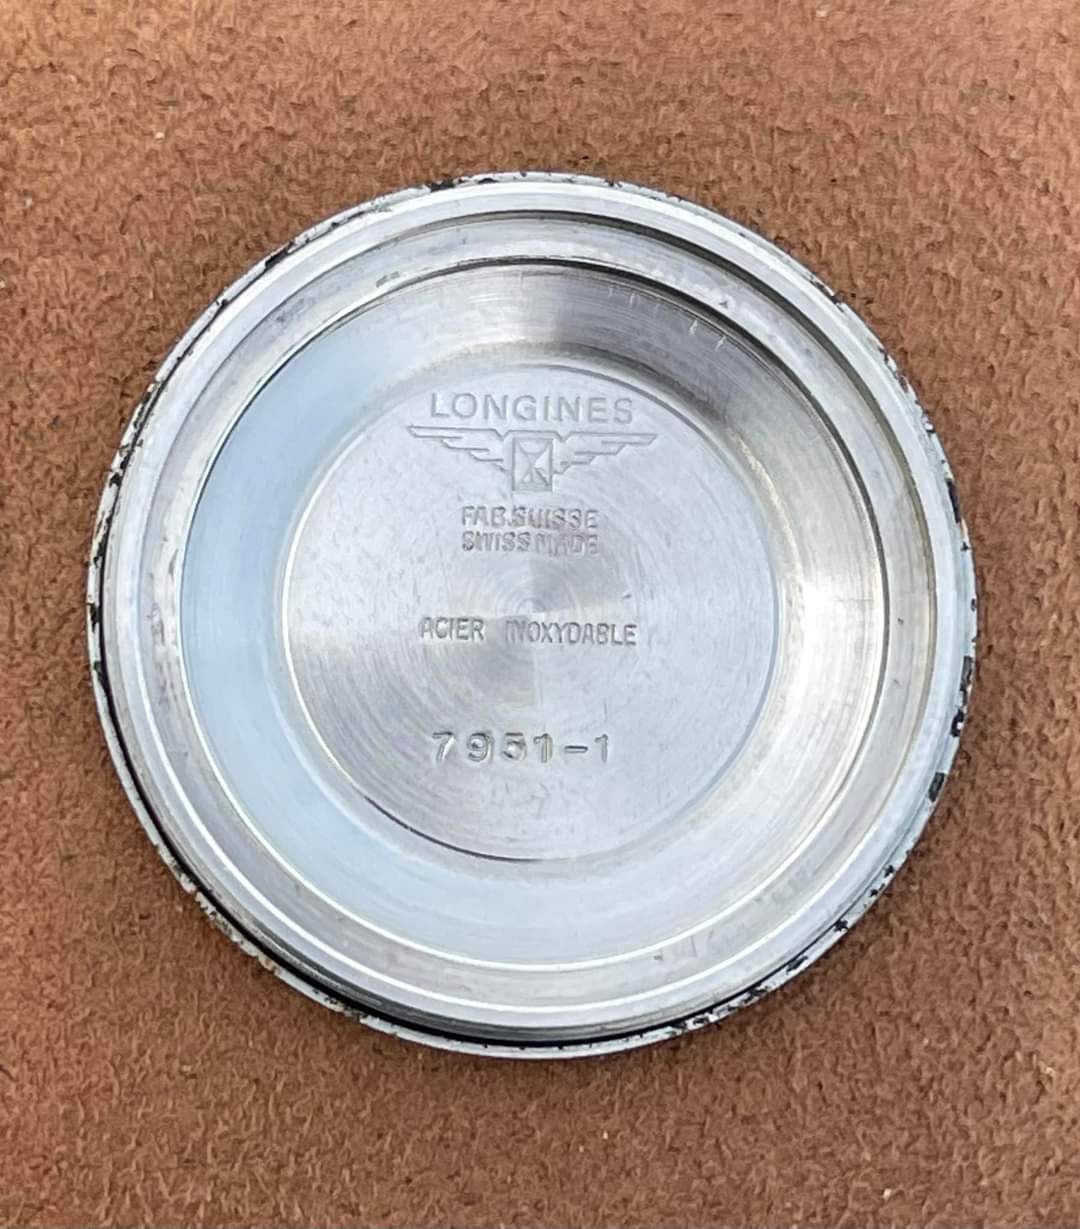 LONGINES
FAB.SUISSE
SWISS MADE
ACIER INOXYDABLE
7951-1